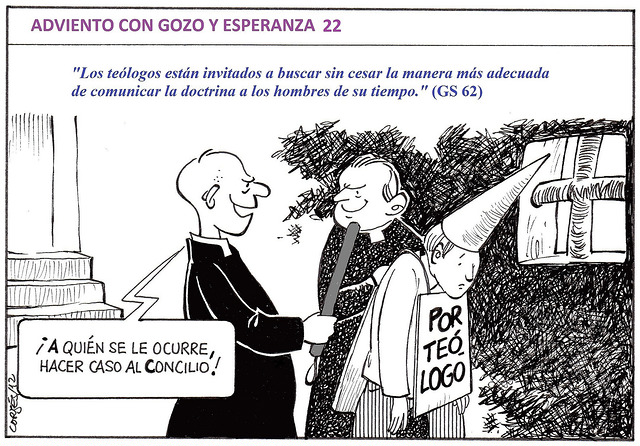 ADVIENTO CON GOZO Y ESPERANZA 22
"Los teólogos están invitados a buscar sin cesar la manera más adecuada
de comunicar la doctrina a los hombres de su tiempo." (GS 62)
¡A QUIÉN SE LE OCURRE,
HACER CASO AL CONCILIO!
POR
TEÓ-
LOGO
CORTÉS/12